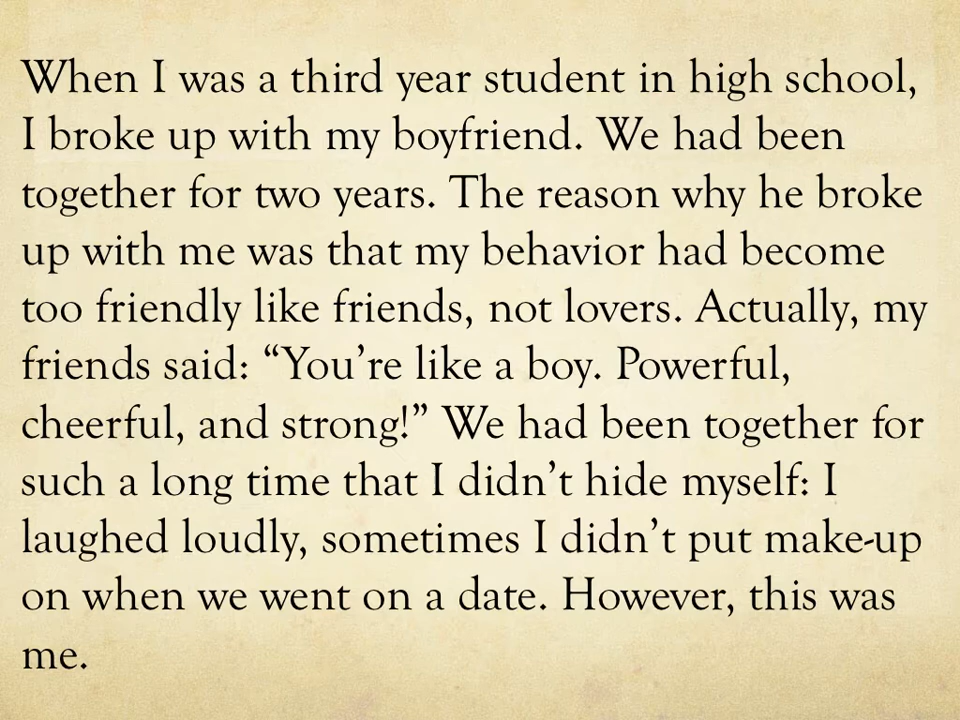 When I was a third year student in high school,
I broke up with my boyfriend. We had been
together for two years. The reason why he broke
up with me was that my behavior had become
too friendly like friends, not lovers. Actually, my
friends said: “You’re like a boy. Powerful,
cheerful, and strong!” We had been together for
such a long time that I didn’t hide myself: I
laughed loudly, sometimes I didn’t put make-up
on when we went on a date. However, this was
me.